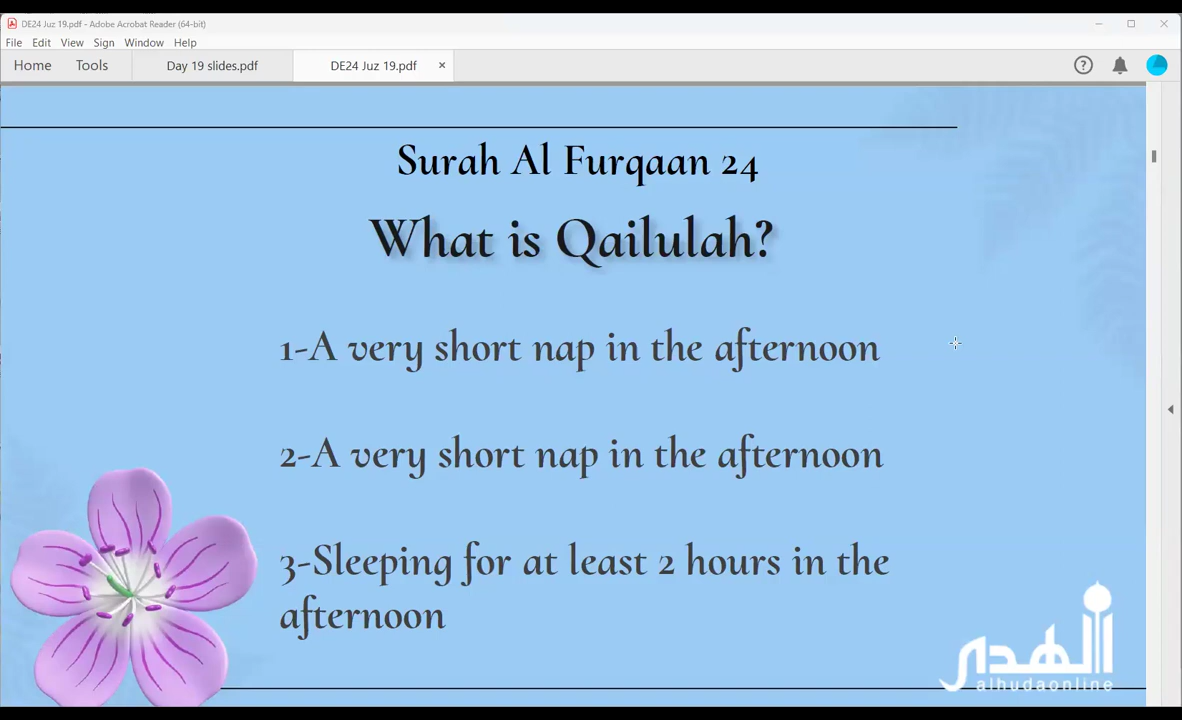 DE24 Juz 19.pdf - Adobe Acrobat Reader (64-bit)
File Edit View Sign Window Help
Home Tools Day 19 slides.pdf DE24 Juz 19.pdf ×
Surah Al Furqaan 24
What is Qailulah?
1-A very short nap in the afternoon
2-A very short nap in the afternoon
3-Sleeping for at least 2 hours in the
afternoon
الهدى
alhudaonline